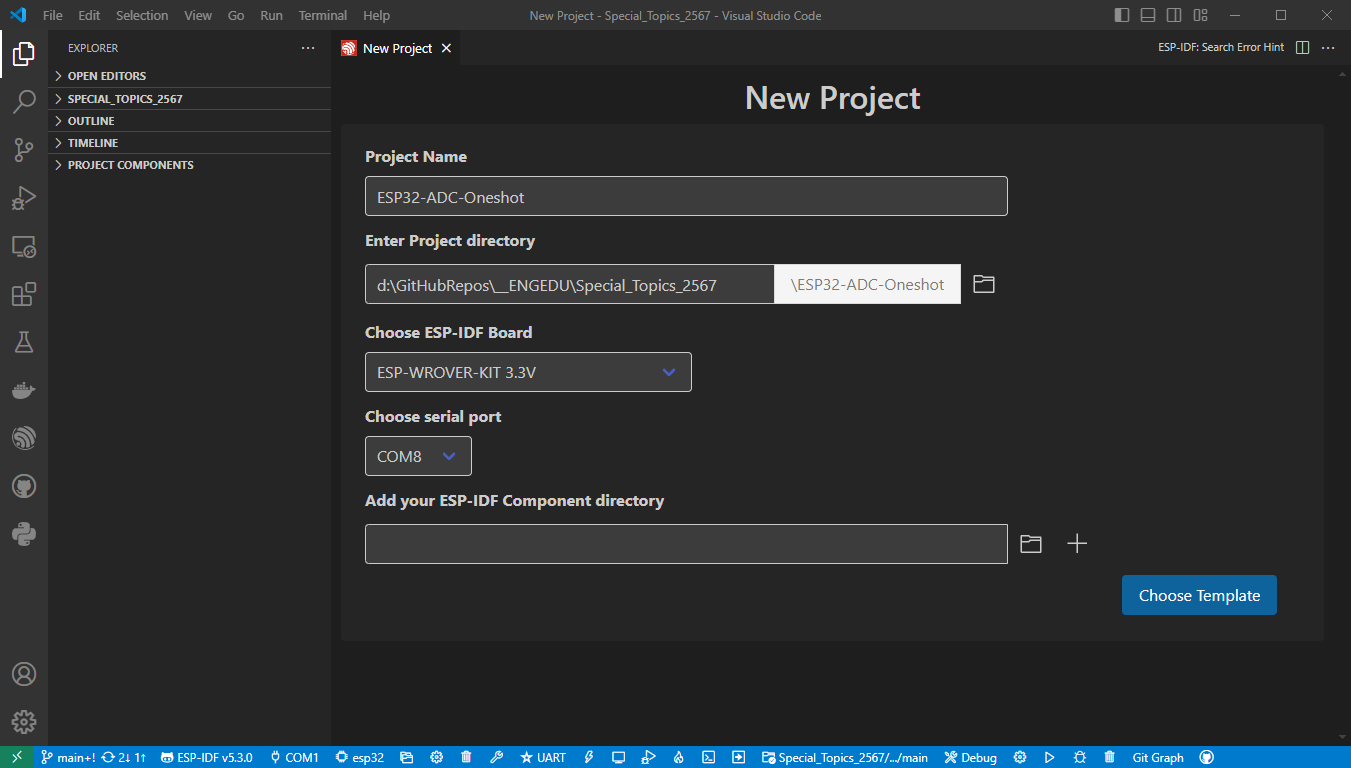 File Edit Selection View Go Run Terminal Help New Project - Special_Topics_2567 - Visual Studio Code
EXPLORER
New Project
ESP-IDF: Search Error Hint
OPEN EDITORS
SPECIAL_TOPICS_2567
OUTLINE
TIMELINE
PROJECT COMPONENTS
New Project
Project Name
ESP32-ADC-Oneshot
Enter Project directory
d:\GitHubRepos\__ENGEDU\Special_Topics_2567 \ESP32-ADC-Oneshot
Choose ESP-IDF Board
ESP-WROVER-KIT 3.3V
Choose serial port
COM8
Add your ESP-IDF Component directory
Choose Template
main+! 2↓ 1↑ ESP-IDF v5.3.0 COM1 esp32 UART Special_Topics_2567/.../main Debug Git Graph